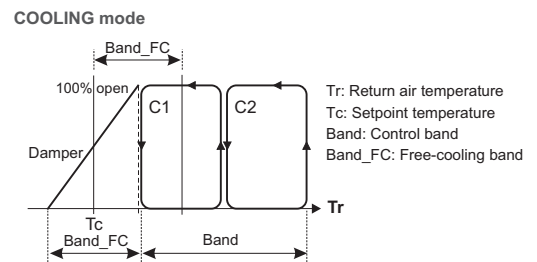 COOLING mode
Band_FC
100% open
C1
C2
Damper
Tr: Return air temperature
Tc: Setpoint temperature
Band: Control band
Band_FC: Free-cooling band
Tr
Tc
Band_FC
Band